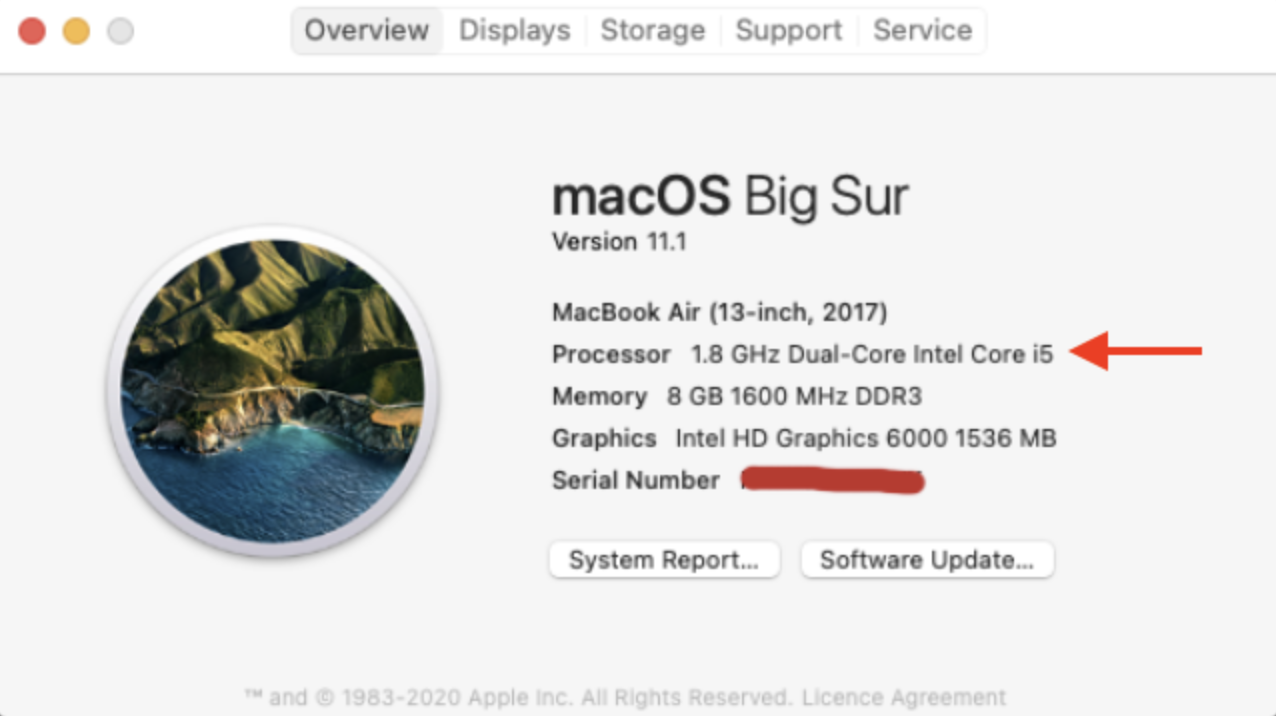 Overview Displays Storage Support Service
macOS Big Sur
Version 11.1
MacBook Air (13-inch, 2017)
Processor 1.8 GHz Dual-Core Intel Core i5
Memory 8 GB 1600 MHz DDR3
Graphics Intel HD Graphics 6000 1536 MB
Serial Number
System Report... Software Update...
™ and © 1983-2020 Apple Inc. All Rights Reserved. Licence Agreement